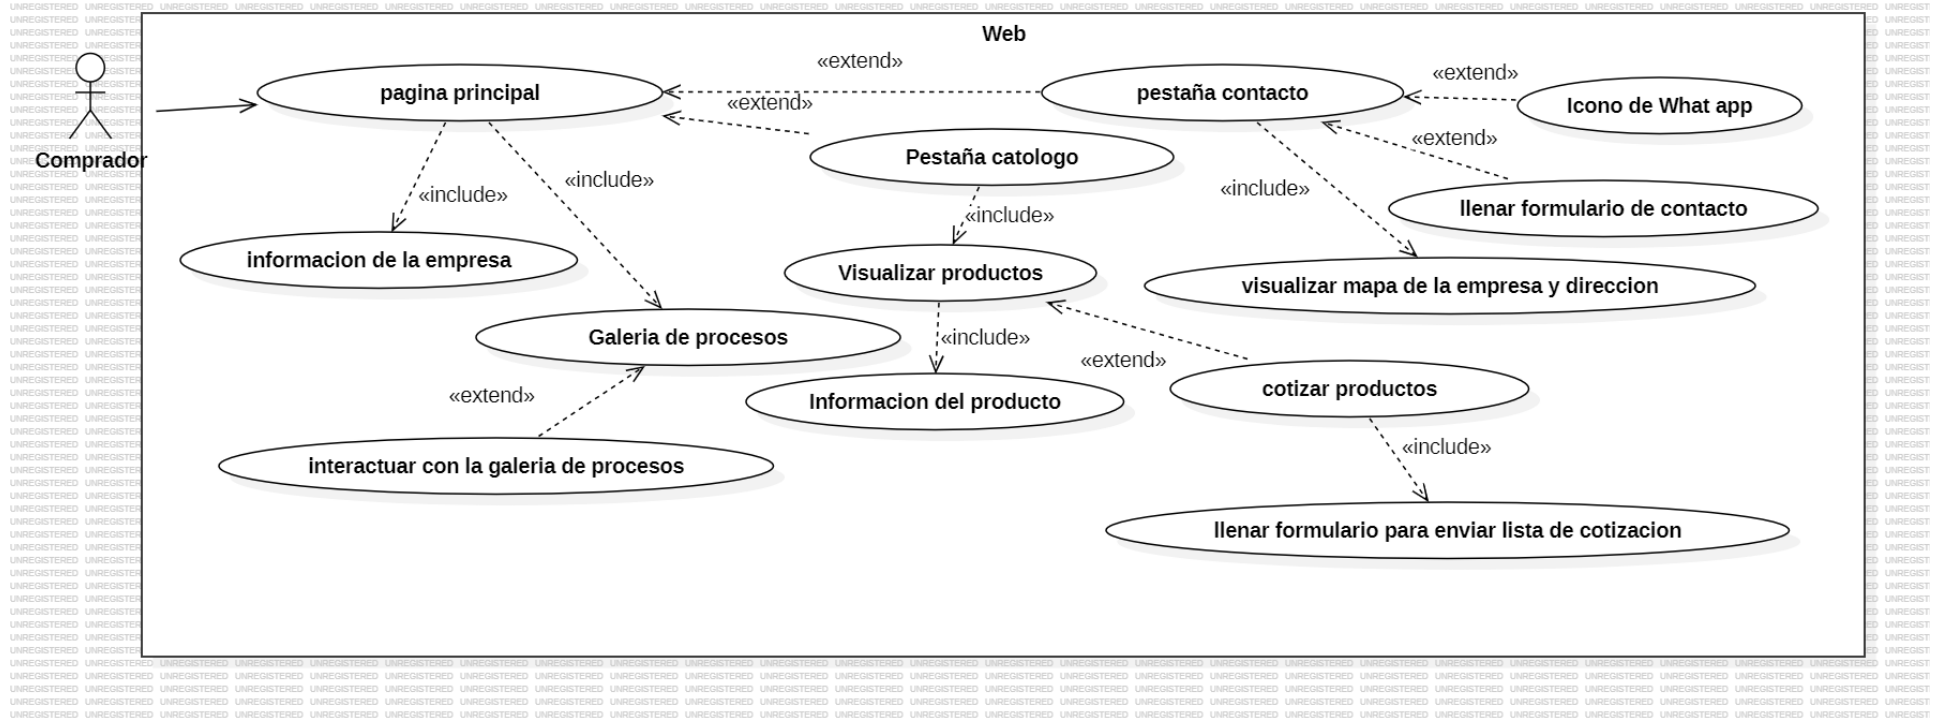 Web
«extend»
pagina principal
pestaña contacto
«extend»
Icono de What app
«extend»
«extend»
Comprador
Pestaña catologo
«include»
«include»
«include»
«include»
llenar formulario de contacto
informacion de la empresa
Visualizar productos
visualizar mapa de la empresa y direccion
Galeria de procesos
«include»
«extend»
«extend»
Informacion del producto
cotizar productos
«include»
interactuar con la galeria de procesos
llenar formulario para enviar lista de cotizacion
UNREGISTERED